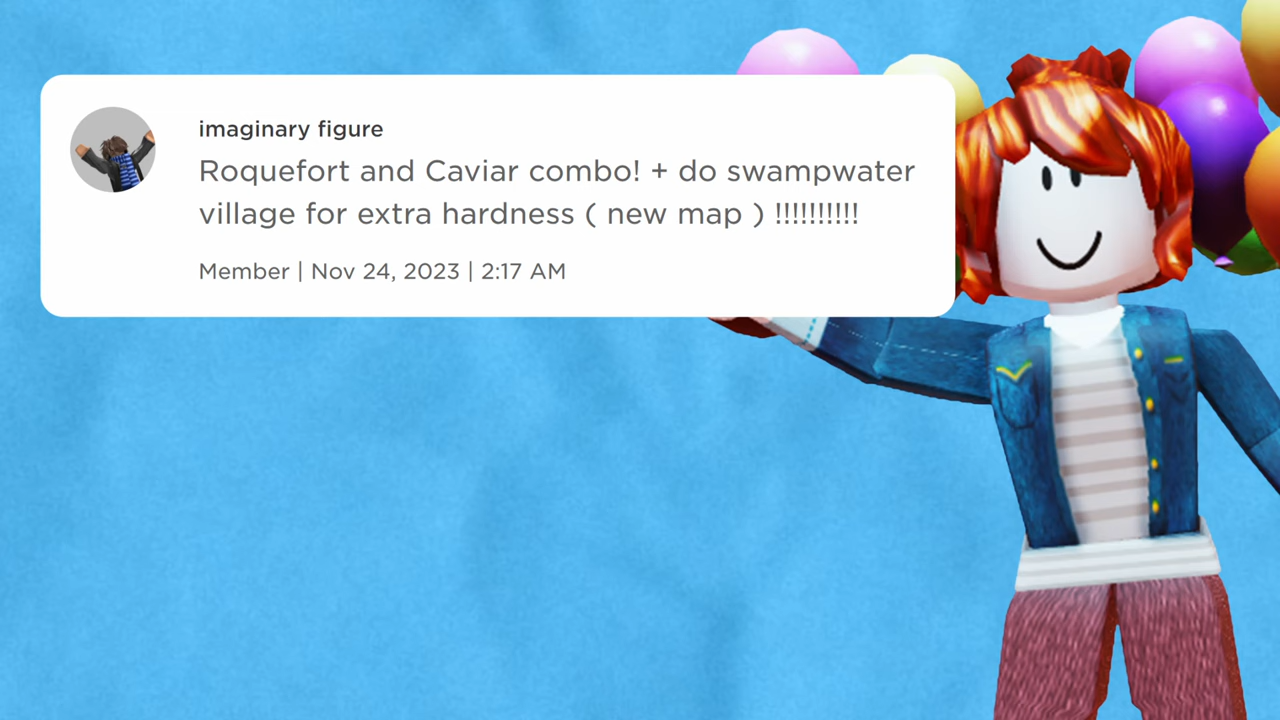 imaginary figure
Roquefort and Caviar combo! + do swampwater
village for extra hardness ( new map ) !!!!!!!!!!
Member | Nov 24, 2023 | 2:17 AM